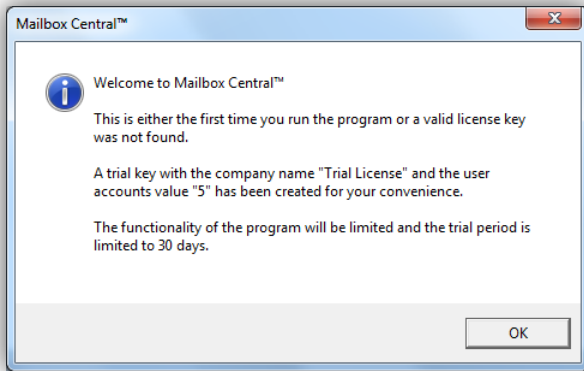 Mailbox Central™
Welcome to Mailbox Central™
This is either the first time you run the program or a valid license key
was not found.
A trial key with the company name "Trial License" and the user
accounts value "5" has been created for your convenience.
The functionality of the program will be limited and the trial period is
limited to 30 days.
OK